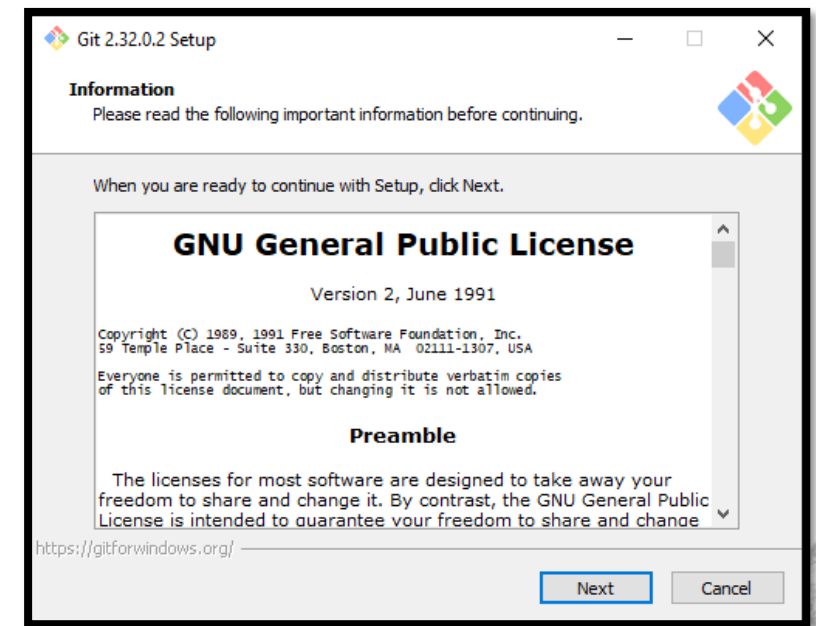 Git 2.32.0.2 Setup
Information
Please read the following important information before continuing.
When you are ready to continue with Setup, click Next.
GNU General Public License
Version 2, June 1991
Copyright (C) 1989, 1991 Free Software Foundation, Inc.
59 Temple Place - Suite 330, Boston, MA  02111-1307, USA
Everyone is permitted to copy and distribute verbatim copies
of this license document, but changing it is not allowed.
Preamble
The licenses for most software are designed to take away your
freedom to share and change it. By contrast, the GNU General Public
License is intended to guarantee your freedom to share and change
https://gitforwindows.org/
Next
Cancel